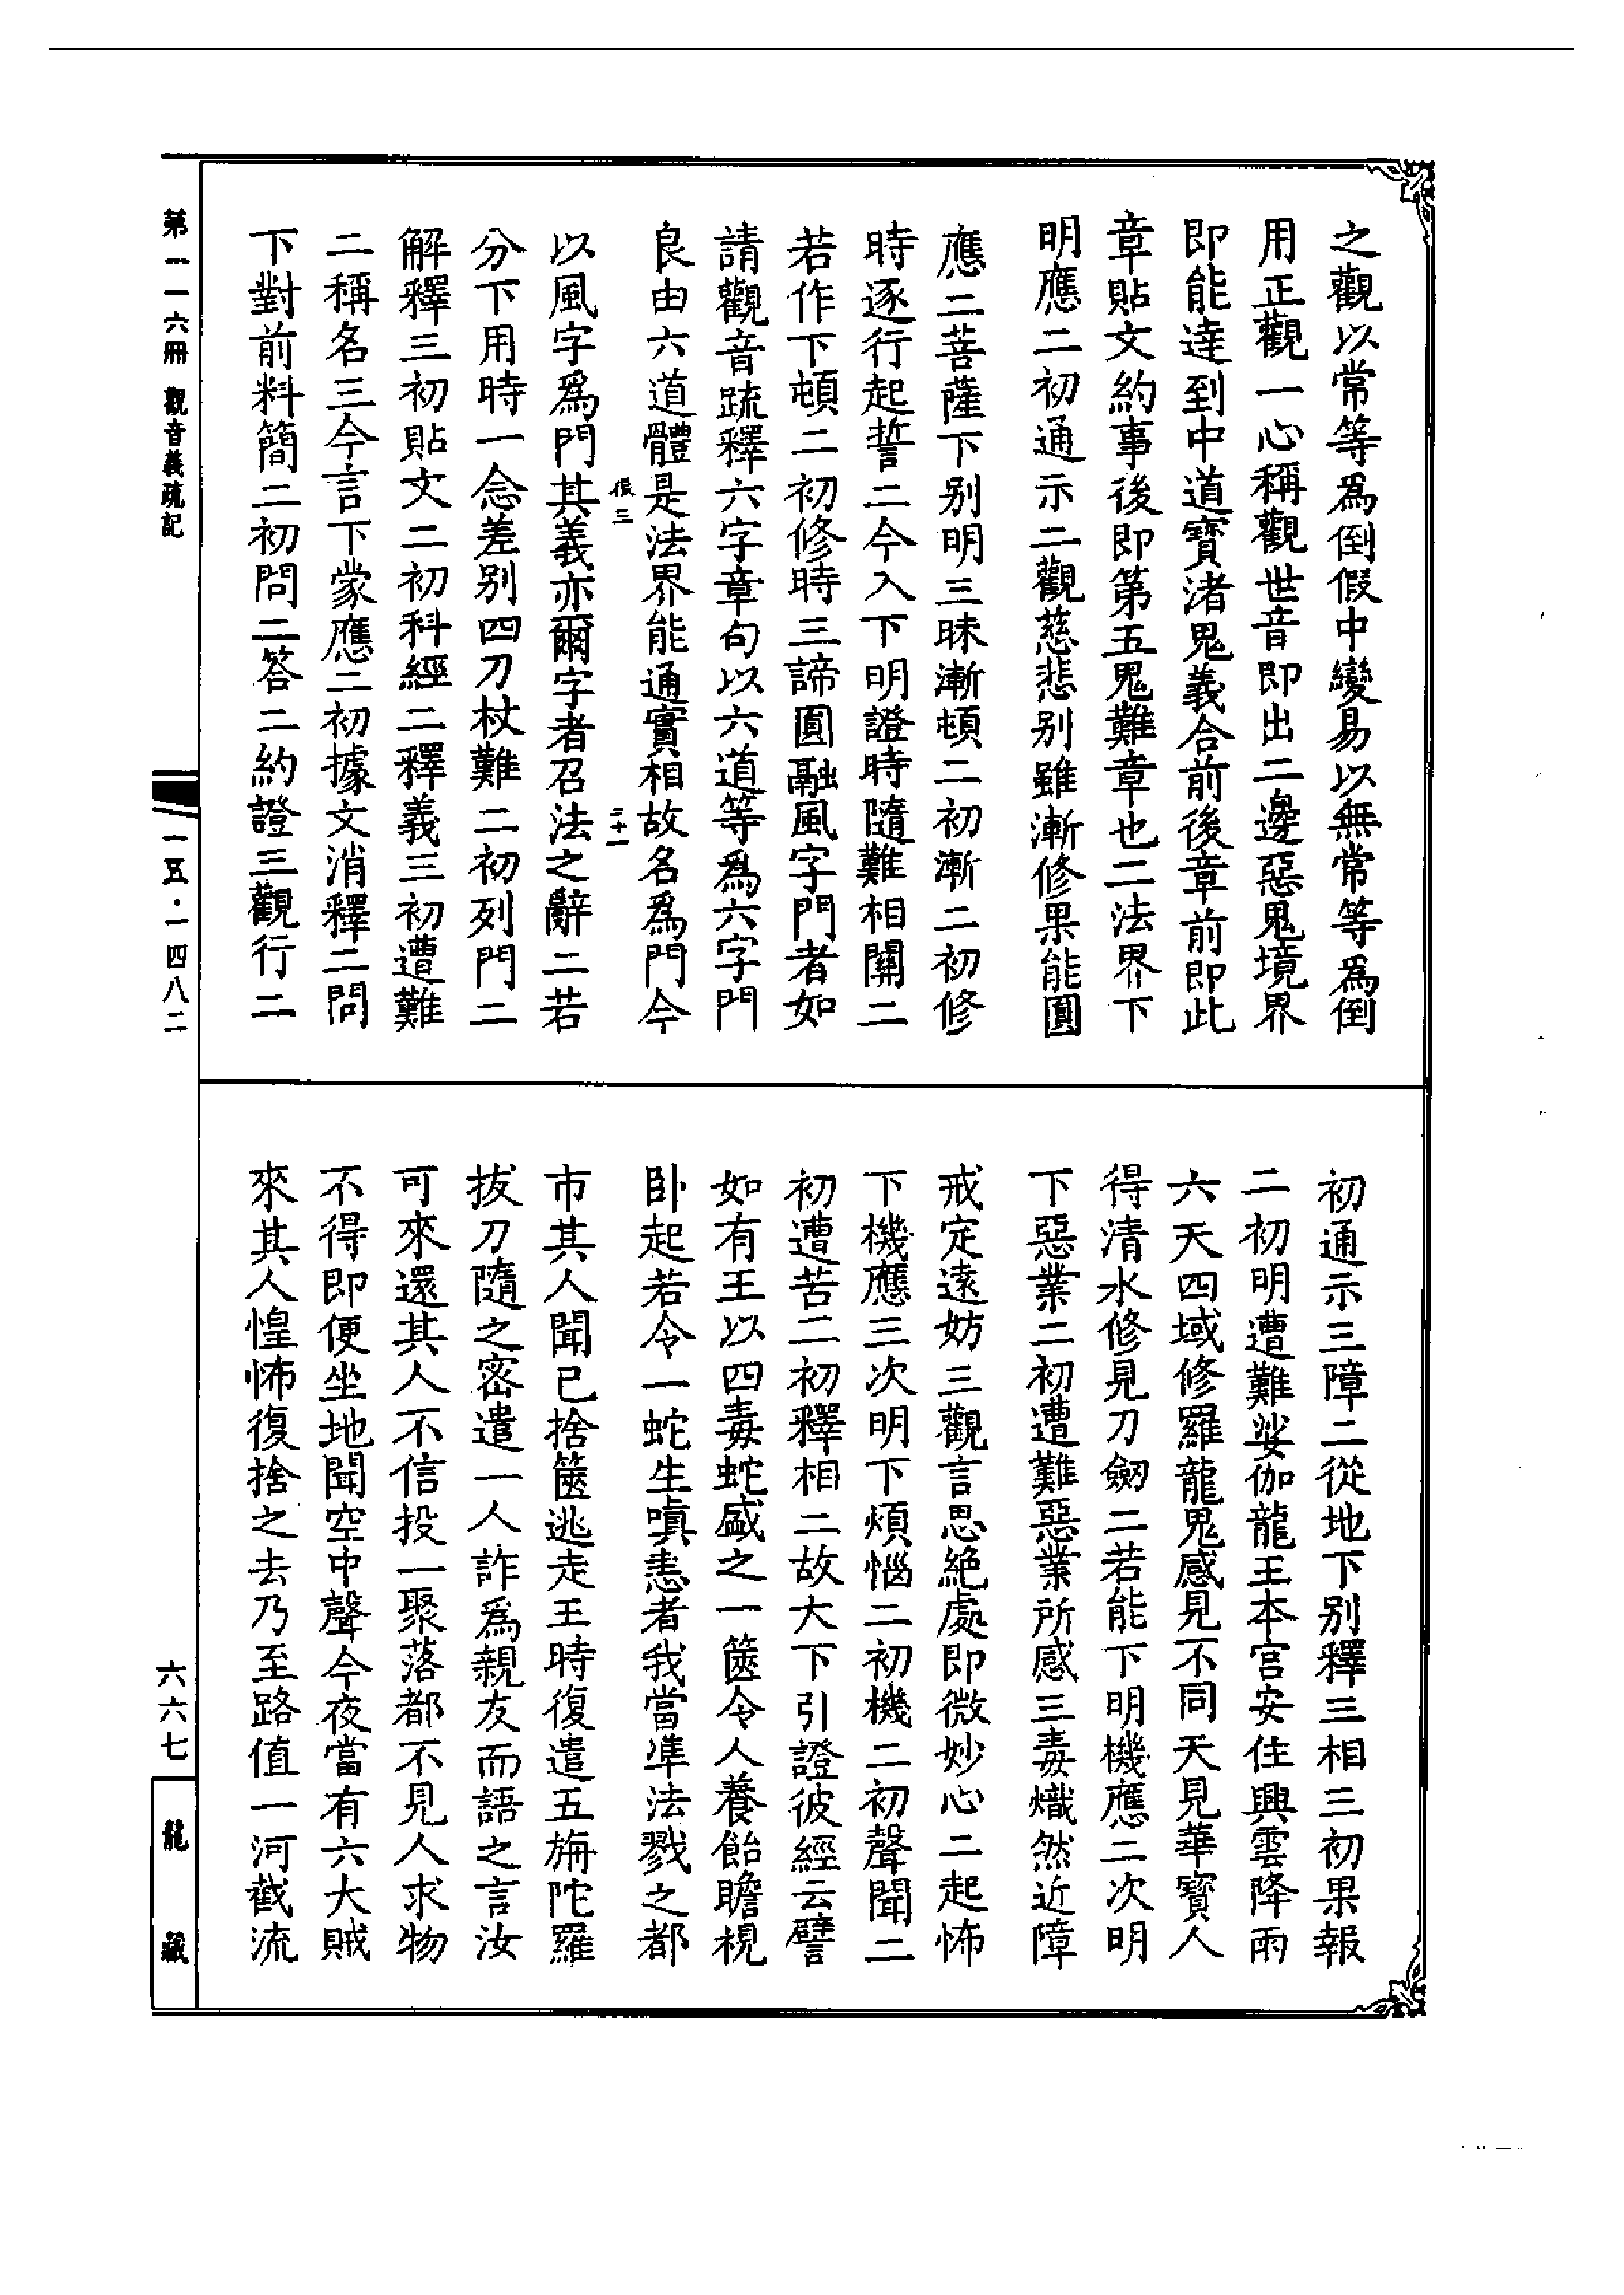 之觀以常等爲倒假中變易以無常等爲倒
用正觀一心稱觀世音即出二邊惡鬼境界
即能達到中道寳渚鬼義合前後章前即此
章貼文約事後即第五鬼難章也二法界下
明應二初通示二觀慈悲別雖漸修果能圓
應二菩薩下別明三昧漸頓二初漸二初修
時逐行起誓二今入下明證時隨難相關二
若作下頓二初修時三諦圓融風字門者如
請觀音疏釋六字章句以六道等爲六字門
良由六道體是法界能通實相故名爲門今
以風字爲門其義亦爾字者召法之辭二若
分下用時一念差別四刀杖難二初列門二
解釋三初貼文二初科經二釋義三初遭難
二稱名三今言下蒙應二初據文消釋二問
下對前料簡二初問二答二約證三觀行二
初通示三障二從地下別釋三相三初果報
二初明遭難娑伽龍王本宮安住興雲降雨
六天四域修羅龍鬼感見不同天見華寳人
得清水修見刀劒二若能下明機應二次明
下惡業二初遭難惡業所感三毒熾然近障
戒定遠妨三觀言思絕處即微妙心二起怖
下機應三次明下煩惱二初機二初聲聞二
初遭苦二初釋相二故大下引證彼經云譬
如有王以四毒蛇盛之一篋令人養飴瞻視
卧起若令一蛇生嗔恚者我當準法戮之都
市其人聞已捨篋逃走王時復遣五旃陀羅
拔刀隨之密遣一人詐爲親友而語之言汝
可來還其人不信投一聚落都不見人求物
不得即便坐地聞空中聲今夜當有六大賊
來其人惶怖復捨之去乃至路值一河截流
第一一六冊 觀音義疏記
一五·一四八二
六六七
龍藏
三
二十一